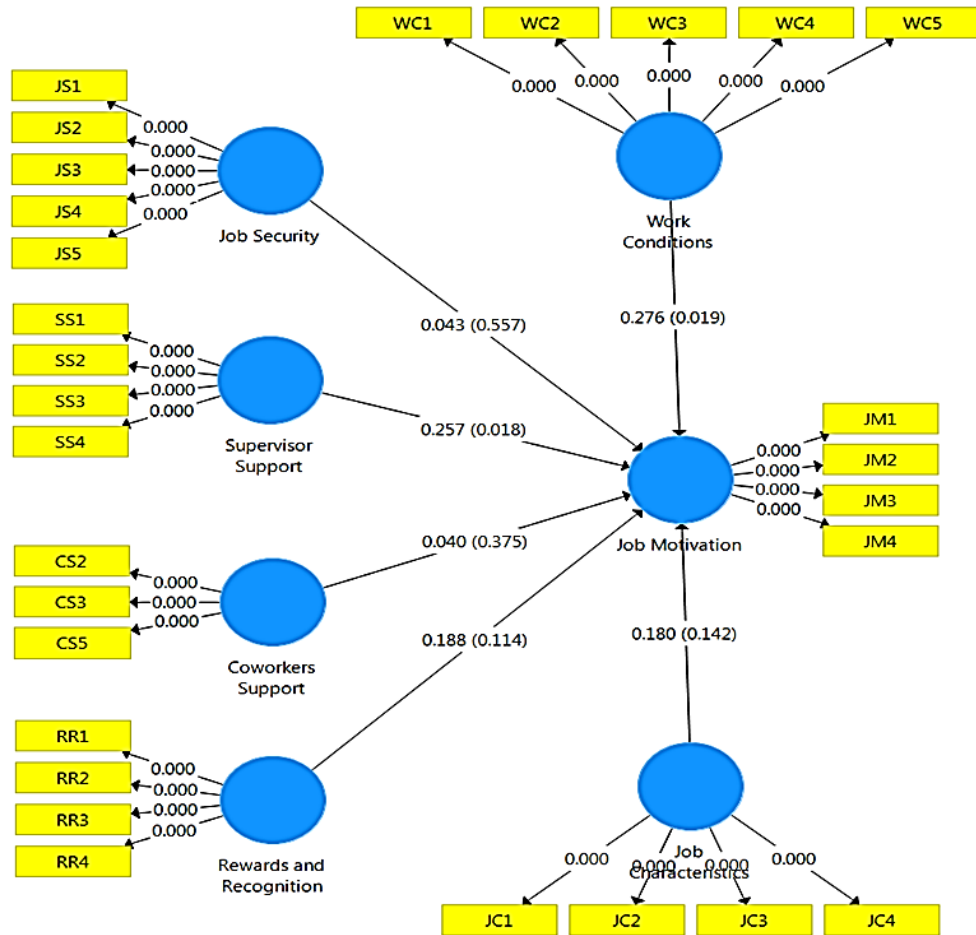 WC1
WC2
WC3
WC4
WC5
0.000
0.000
0.000
0.000
0.000
Work
Conditions
JS1
JS2
JS3
JS4
JS5
0.000
0.000
0.000
0.000
0.000
Job Security
0.043 (0.557)
0.276 (0.019)
SS1
SS2
SS3
SS4
0.000
0.000
0.000
0.000
Supervisor
Support
0.257 (0.018)
JM1
JM2
JM3
JM4
0.000
0.000
0.000
0.000
Job Motivation
CS2
CS3
CS5
0.000
0.000
0.000
Coworkers
Support
0.040 (0.375)
0.188 (0.114)
0.180 (0.142)
RR1
RR2
RR3
RR4
0.000
0.000
0.000
0.000
Rewards and
Recognition
Job
Characteristics
0.000
0.000
0.000
0.000
JC1
JC2
JC3
JC4